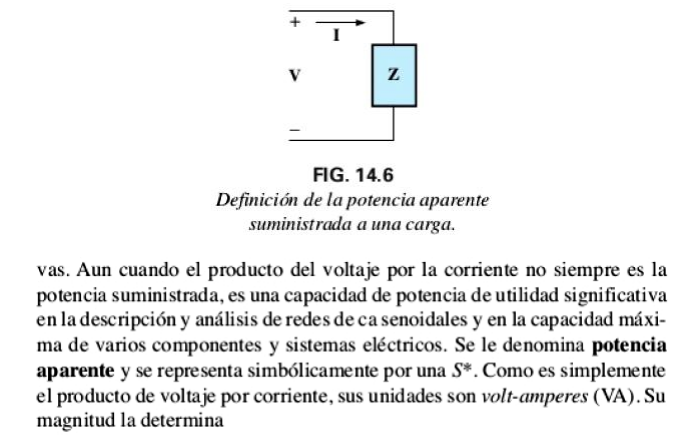 +
I
V
Z
–
FIG. 14.6
Definición de la potencia aparente
suministrada a una carga.
vas. Aun cuando el producto del voltaje por la corriente no siempre es la
potencia suministrada, es una capacidad de potencia de utilidad significativa
en la descripción y análisis de redes de ca senoidales y en la capacidad máxi-
ma de varios componentes y sistemas eléctricos. Se le denomina potencia
aparente y se representa simbólicamente por una S*. Como es simplemente
el producto de voltaje por corriente, sus unidades son volt-amperes (VA). Su
magnitud la determina